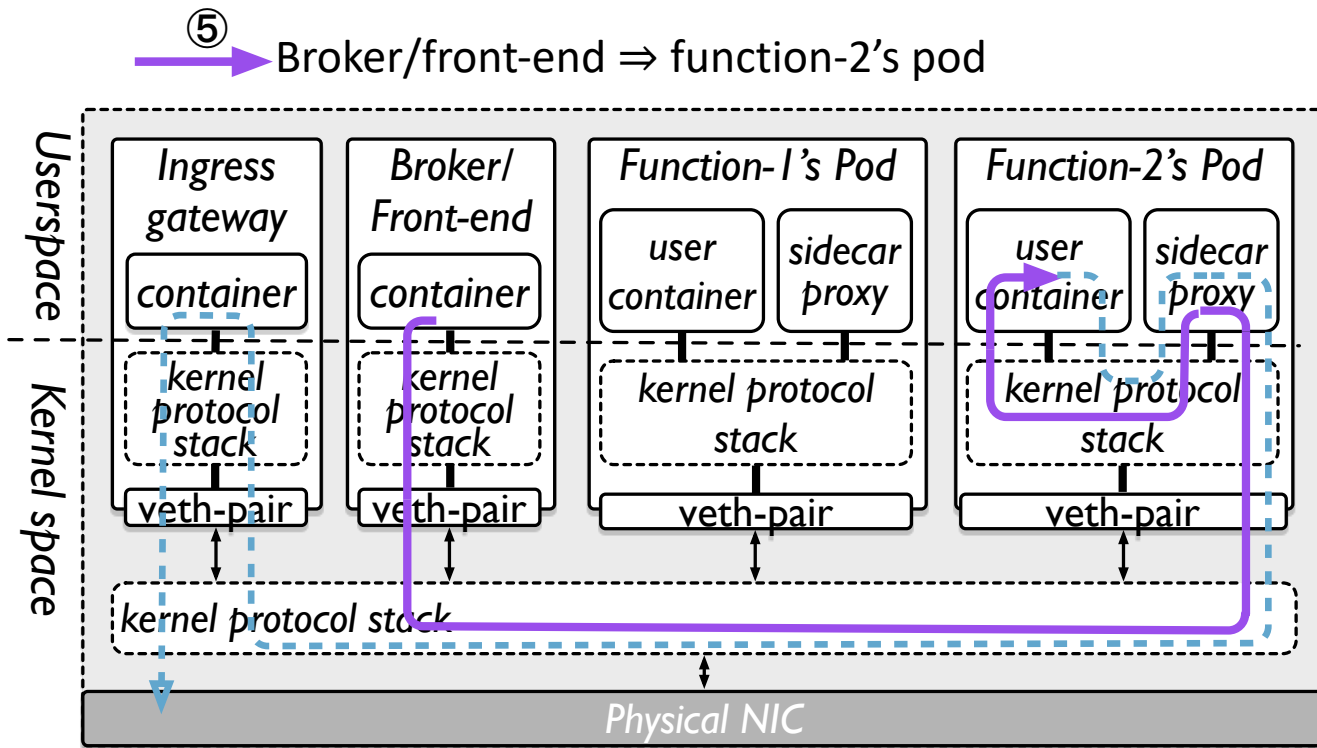 ⑤
Broker/front-end ⇒ function-2's pod
Userspace
Kernel space
Ingress
gateway
container
kernel
protocol
stack
veth-pair
Broker/
Front-end
container
kernel
protocol
stack
veth-pair
Function-1's Pod
user
container
sidecar
proxy
kernel protocol
stack
veth-pair
Function-2's Pod
user
container
sidecar
proxy
kernel protocol
stack
veth-pair
kernel protocol stack
Physical NIC